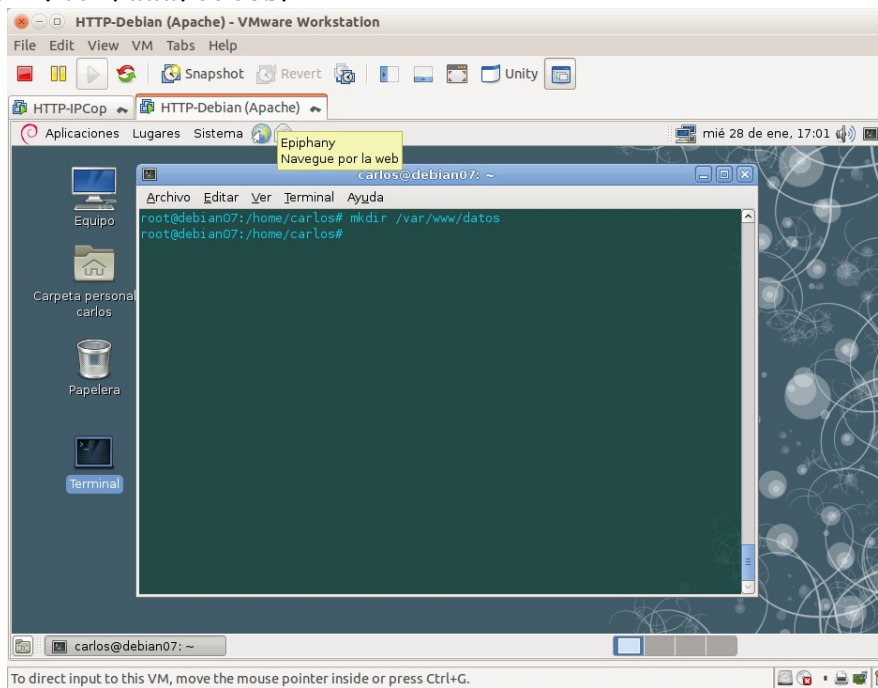 HTTP-Debian (Apache) - VMware Workstation
File Edit View VM Tabs Help
Snapshot Revert Unity
HTTP-IPCop HTTP-Debian (Apache)
Aplicaciones Lugares Sistema mié 28 de ene, 17:01
Epiphany
Navegue por la web
carlos@debian07: ~
Archivo Editar Ver Terminal Ayuda
root@debian07:/home/carlos# mkdir /var/www/datos
root@debian07:/home/carlos#
Equipo
Carpeta personal
carlos
Papelera
Terminal
carlos@debian07: ~
To direct input to this VM, move the mouse pointer inside or press Ctrl+G.